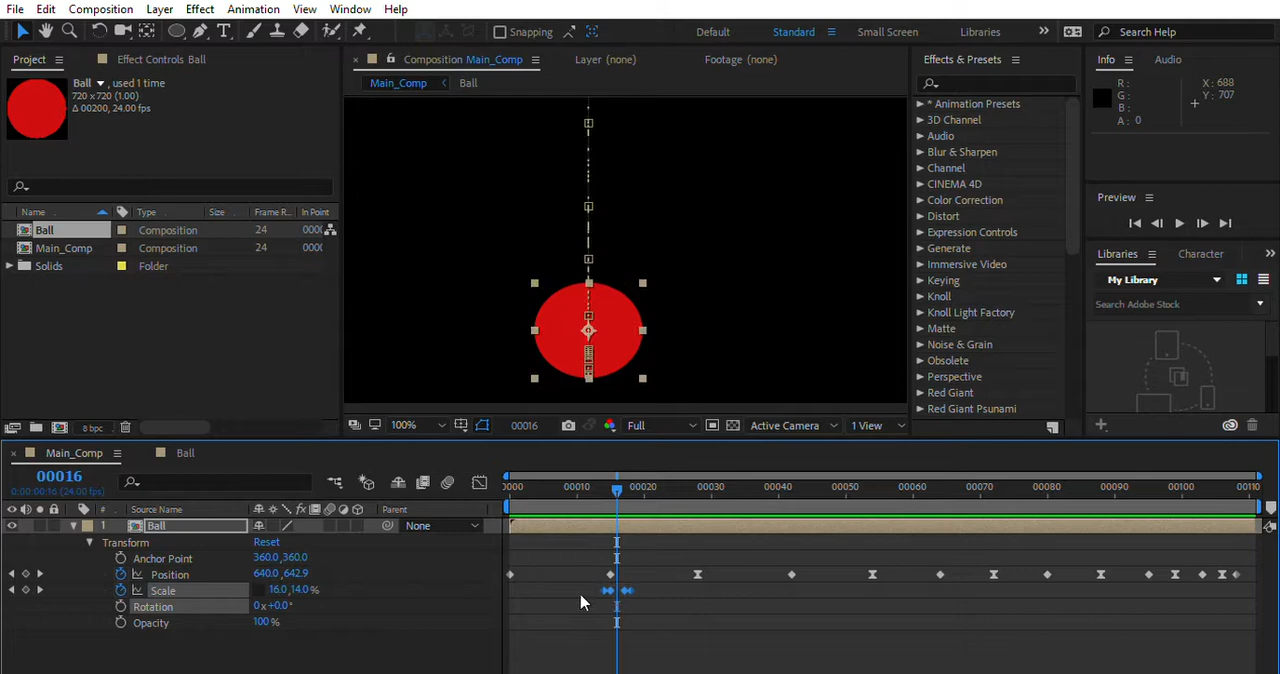 File Edit Composition Layer Effect Animation View Window Help
Snapping Default Standard Small Screen Libraries Search Help
Project Effect Controls Ball
Ball , used 1 time
720 x 720 (1.00)
Δ 00200, 24.00 fps
Name Type Size Frame R... In Point
Ball Composition 24 000
Main_Comp Composition 24 000
Solids Folder
8 bpc
Composition Main_Comp Layer (none) Footage (none)
Main_Comp Ball
100% 00016 Full Active Camera 1 View
Effects & Presets
* Animation Presets
3D Channel
Audio
Blur & Sharpen
Channel
CINEMA 4D
Color Correction
Distort
Expression Controls
Generate
Immersive Video
Keying
Knoll
Knoll Light Factory
Matte
Noise & Grain
Obsolete
Perspective
Red Giant
Red Giant Psunami
Info Audio
R :
G :
B :
A : 0
X : 688
Y : 707
Preview
Libraries Character
My Library
Search Adobe Stock
Main_Comp Ball
00016
0:00:00:16 (24.00 fps)
0000 00010 00020 00030 00040 00050 00060 00070 00080 00090 00100 00110
# Source Name fx Parent
1 Ball None
Transform Reset
Anchor Point 360.0,360.0
Position 640.0,642.9
Scale 16.0,14.0%
Rotation 0x+0.0°
Opacity 100%